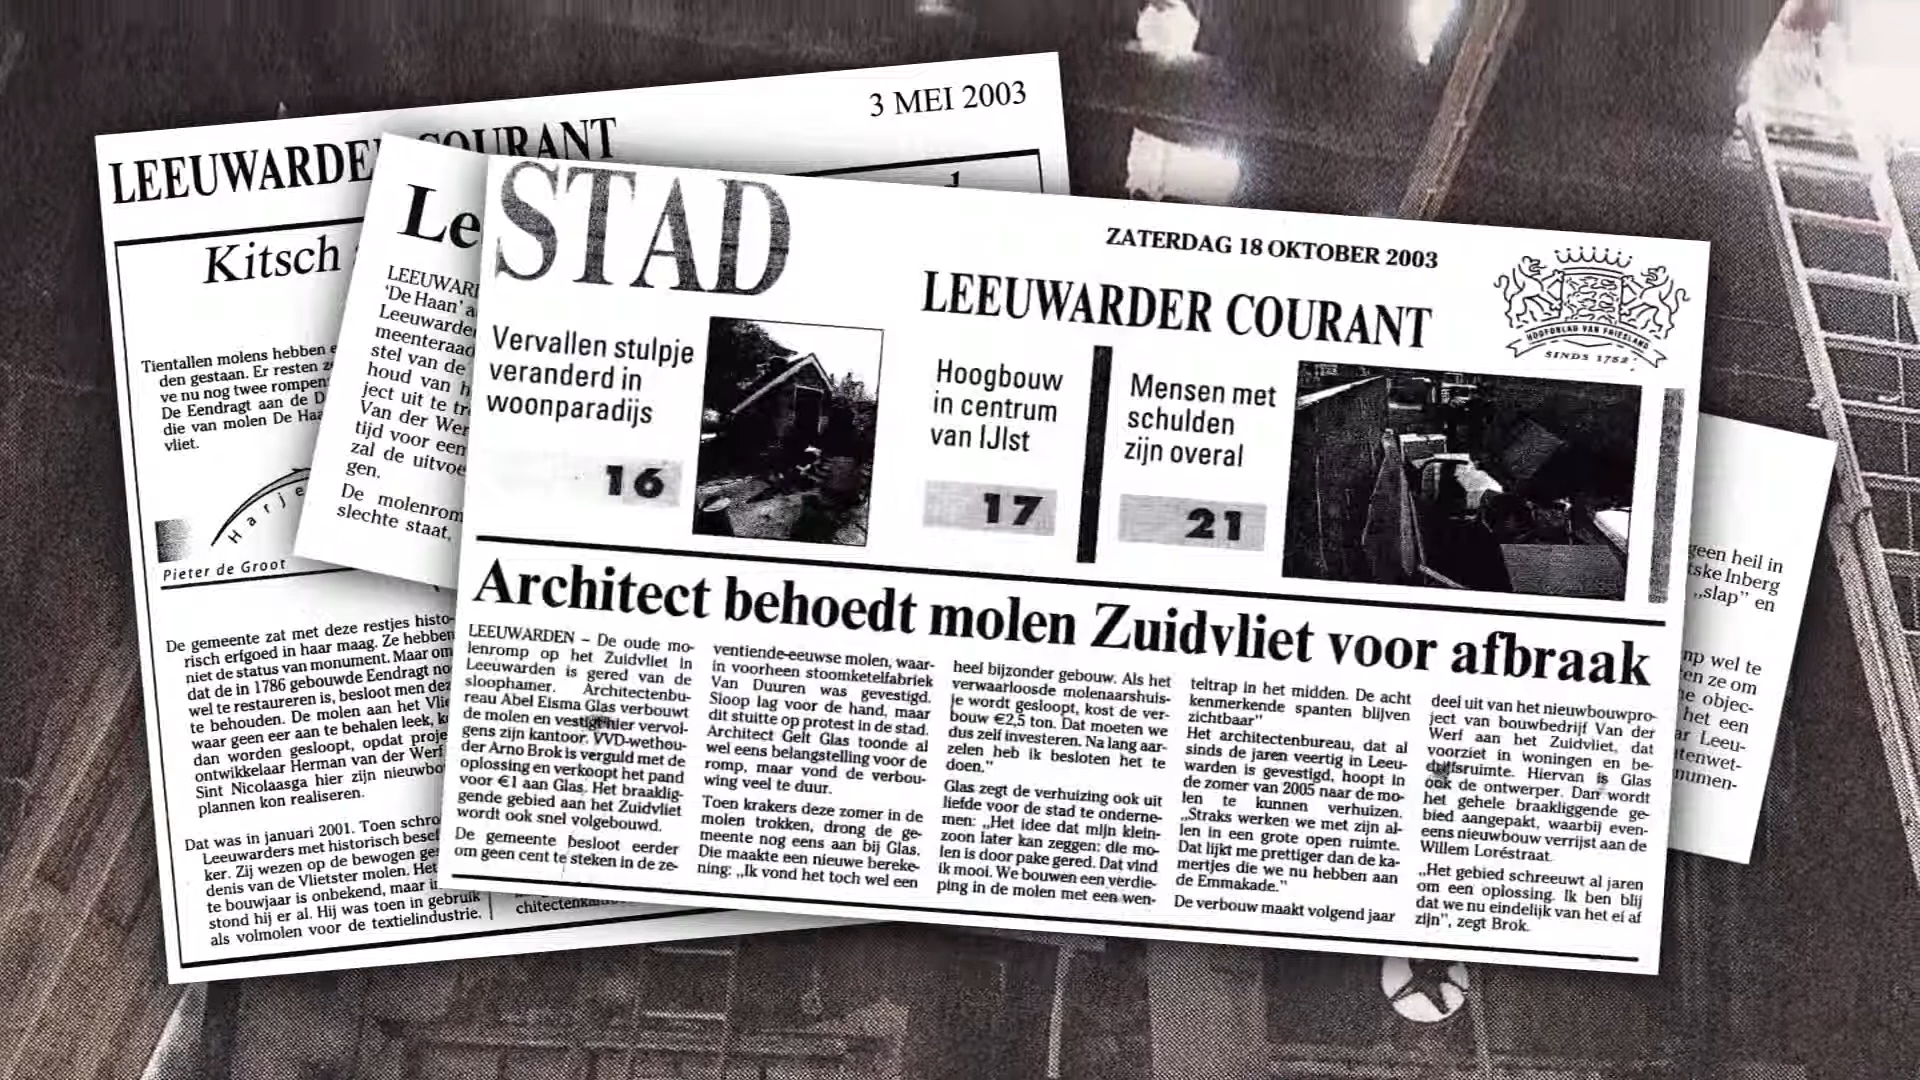 LEEUWARDER COURANT
3 MEI 2003
Kitsch
Tientallen molens hebben
den gestaan. Er resten
ve nu nog twee rompen
De Eendragt aan de
die van molen De Haa
vliet.
Harje
Pieter de Groot
De gemeente zat met deze restjes histo-
risch erfgoed in haar maag. Ze hebben
niet de status van monument. Maar om
dat de in 1786 gebouwde Eendragt no
wel te restaureren is, besloot men dez
te behouden. De molen aan het Vlie
waar geen eer aan te behalen leek, k
dan worden gesloopt, opdat proje
ontwikkelaar Herman van der Werf
Sint Nicolaasga hier zijn nieuwbo
plannen kon realiseren.
Dat was in januari 2001. Toen schro
Leeuwarders met historisch besef
ker. Zij wezen op de bewogen ges
denis van de Vlietster molen. Het
te bouwjaar is onbekend, maar i
stond hij er al. Hij was toen in gebruik
als volmolen voor de textielindustrie.
Le
LEEUWAR
'De Haan' a
Leeuwarde
meenteraad
stel van de
houd van h
ject uit te tr
Van der Wer
tijd voor een
zal de uitvoe
gen.
De molenrom
slechte staat,
STAD
ZATERDAG 18 OKTOBER 2003
LEEUWARDER COURANT
HOOFDBLAD VAN FRIESLAND
SINDS 1752
Vervallen stulpje
veranderd in
woonparadijs
16
Hoogbouw
in centrum
van IJlst
17
Mensen met
schulden
zijn overal
21
Architect behoedt molen Zuidvliet voor afbraak
LEEUWARDEN – De oude mo-
lenromp op het Zuidvliet in
Leeuwarden is gered van de
sloophamer. Architectenbu-
reau Abel Eisma Glas verbouwt
de molen en vestigt hier vervol-
gens zijn kantoor. VVD-wethou-
der Arno Brok is verguld met de
oplossing en verkoopt het pand
voor €1 aan Glas. Het braaklig-
gende gebied aan het Zuidvliet
wordt ook snel volgebouwd.
De gemeente besloot eerder
om geen cent te steken in de ze-
ventiende-eeuwse molen, waar-
in voorheen stoomketelfabriek
Van Duuren was gevestigd.
Sloop lag voor de hand, maar
dit stuitte op protest in de stad.
Architect Gelt Glas toonde al
wel eens belangstelling voor de
romp, maar vond de verbou-
wing veel te duur.
Toen krakers deze zomer in de
molen trokken, drong de ge-
meente nog eens aan bij Glas.
Die maakte een nieuwe bereke-
ning: „Ik vond het toch wel een
heel bijzonder gebouw. Als het
verwaarloosde molenaarshuis-
je wordt gesloopt, kost de ver-
bouw €2,5 ton. Dat moeten we
dus zelf investeren. Na lang aar-
zelen heb ik besloten het te
doen."
Glas zegt de verhuizing ook uit
liefde voor de stad te onderne-
men: „Het idee dat mijn klein-
zoon later kan zeggen: die mo-
len is door pake gered. Dat vind
ik mooi. We bouwen een verdie-
ping in de molen met een wen-
teltrap in het midden. De acht
kenmerkende spanten blijven
zichtbaar"
Het architectenbureau, dat al
sinds de jaren veertig in Leeu-
warden is gevestigd, hoopt in
de zomer van 2005 naar de mo-
len te kunnen verhuizen.
„Straks werken we met zijn al-
len in een grote open ruimte.
Dat lijkt me prettiger dan de ka-
mertjes die we nu hebben aan
de Emmakade."
De verbouw maakt volgend jaar
deel uit van het nieuwbouwpro-
ject van bouwbedrijf Van der
Werf aan het Zuidvliet, dat
voorziet in woningen en be-
drijfsruimte. Hiervan is Glas
ook de ontwerper. Dan wordt
het gehele braakliggende ge-
bied aangepakt, waarbij even-
eens nieuwbouw verrijst aan de
Willem Loréstraat.
„Het gebied schreeuwt al jaren
om een oplossing. Ik ben blij
dat we nu eindelijk van het ei af
zijn", zegt Brok.
geen heil in
tske Inberg
„slap" en
mp wel te
en ze om
e objec-
het een
ar Leeu-
tenwet-
numen-